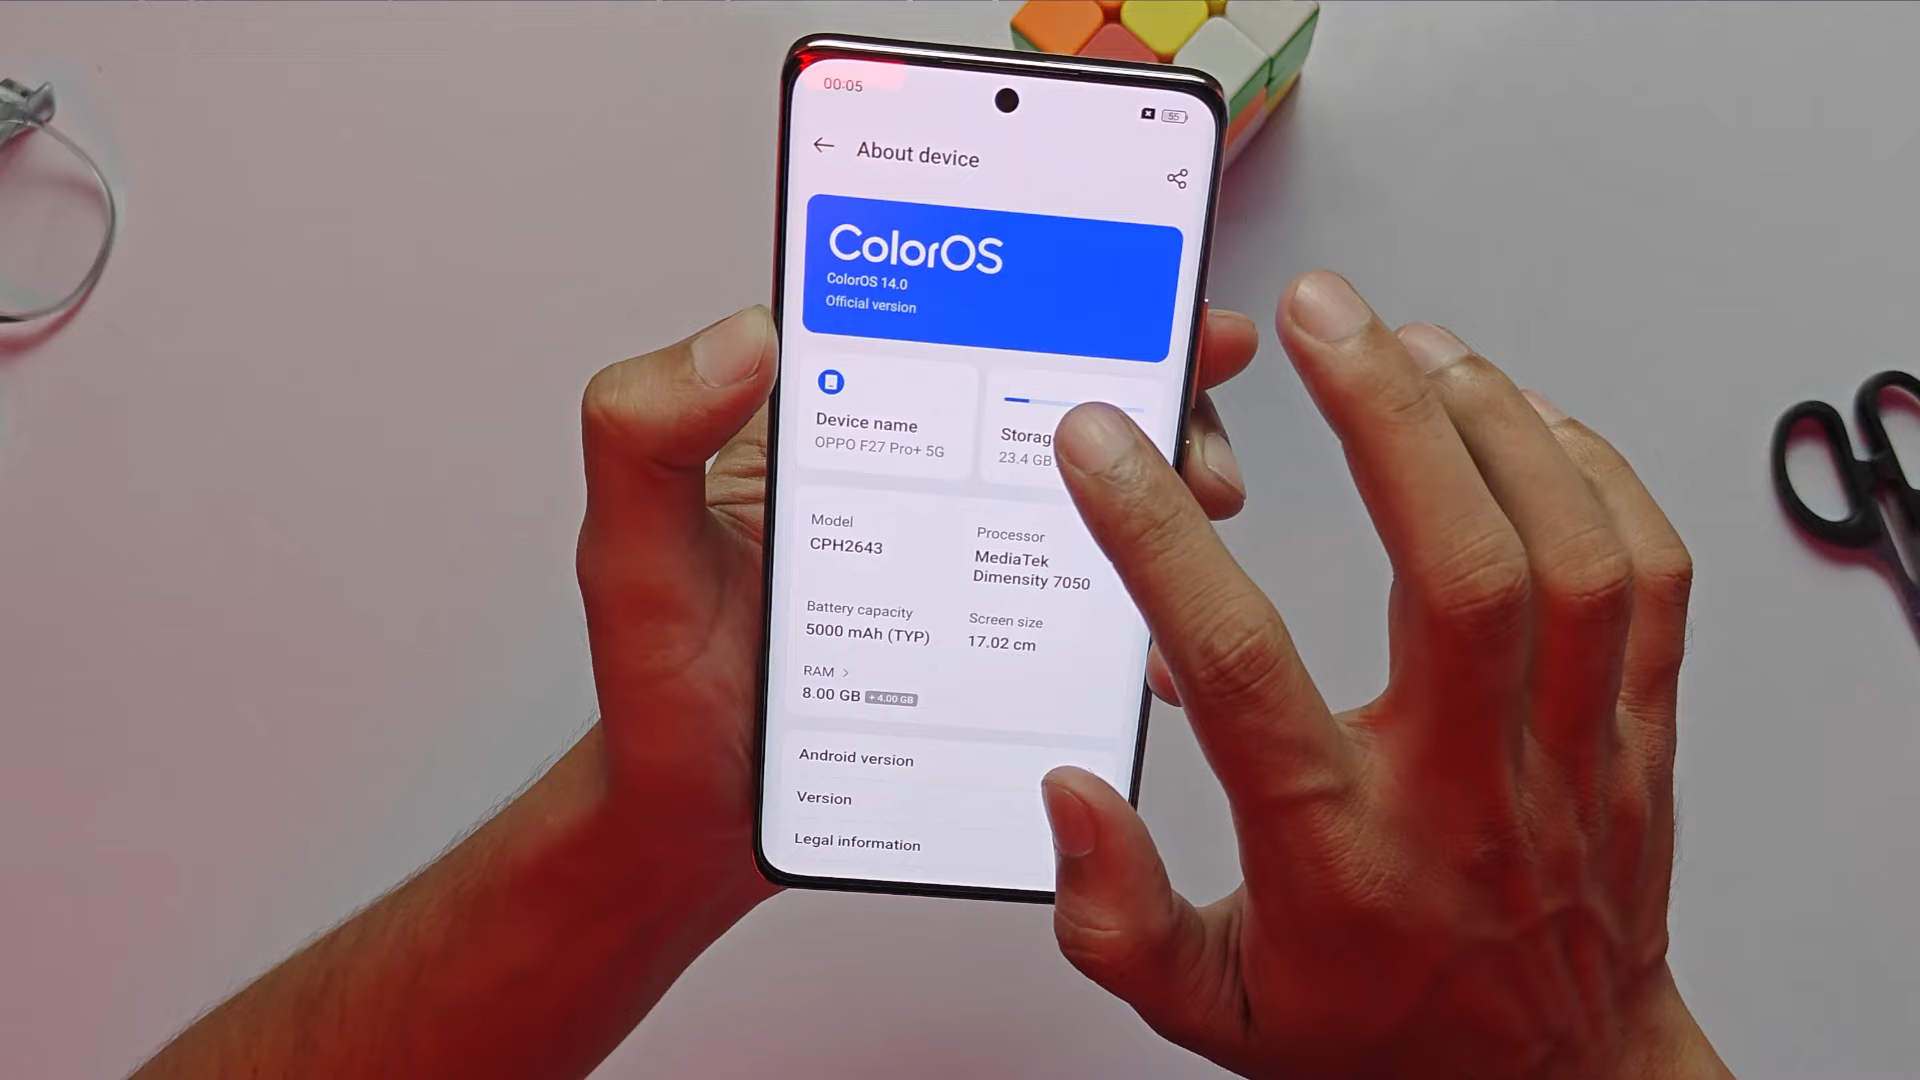 00:05
55
About device
ColorOS
ColorOS 14.0
Official version
Device name
OPPO F27 Pro+ 5G
Storag
23.4 GB
Model
CPH2643
Processor
MediaTek
Dimensity 7050
Battery capacity
5000 mAh (TYP)
Screen size
17.02 cm
RAM >
8.00 GB +4.00 GB
Android version
Version
Legal information